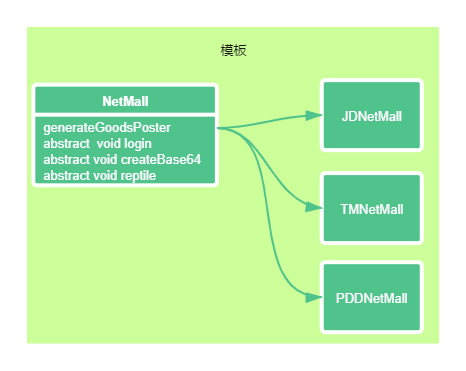 模板
NetMall
generateGoodsPoster
abstract  void login
abstract void createBase64
abstract void reptile
JDNetMall
TMNetMall
PDDNetMall